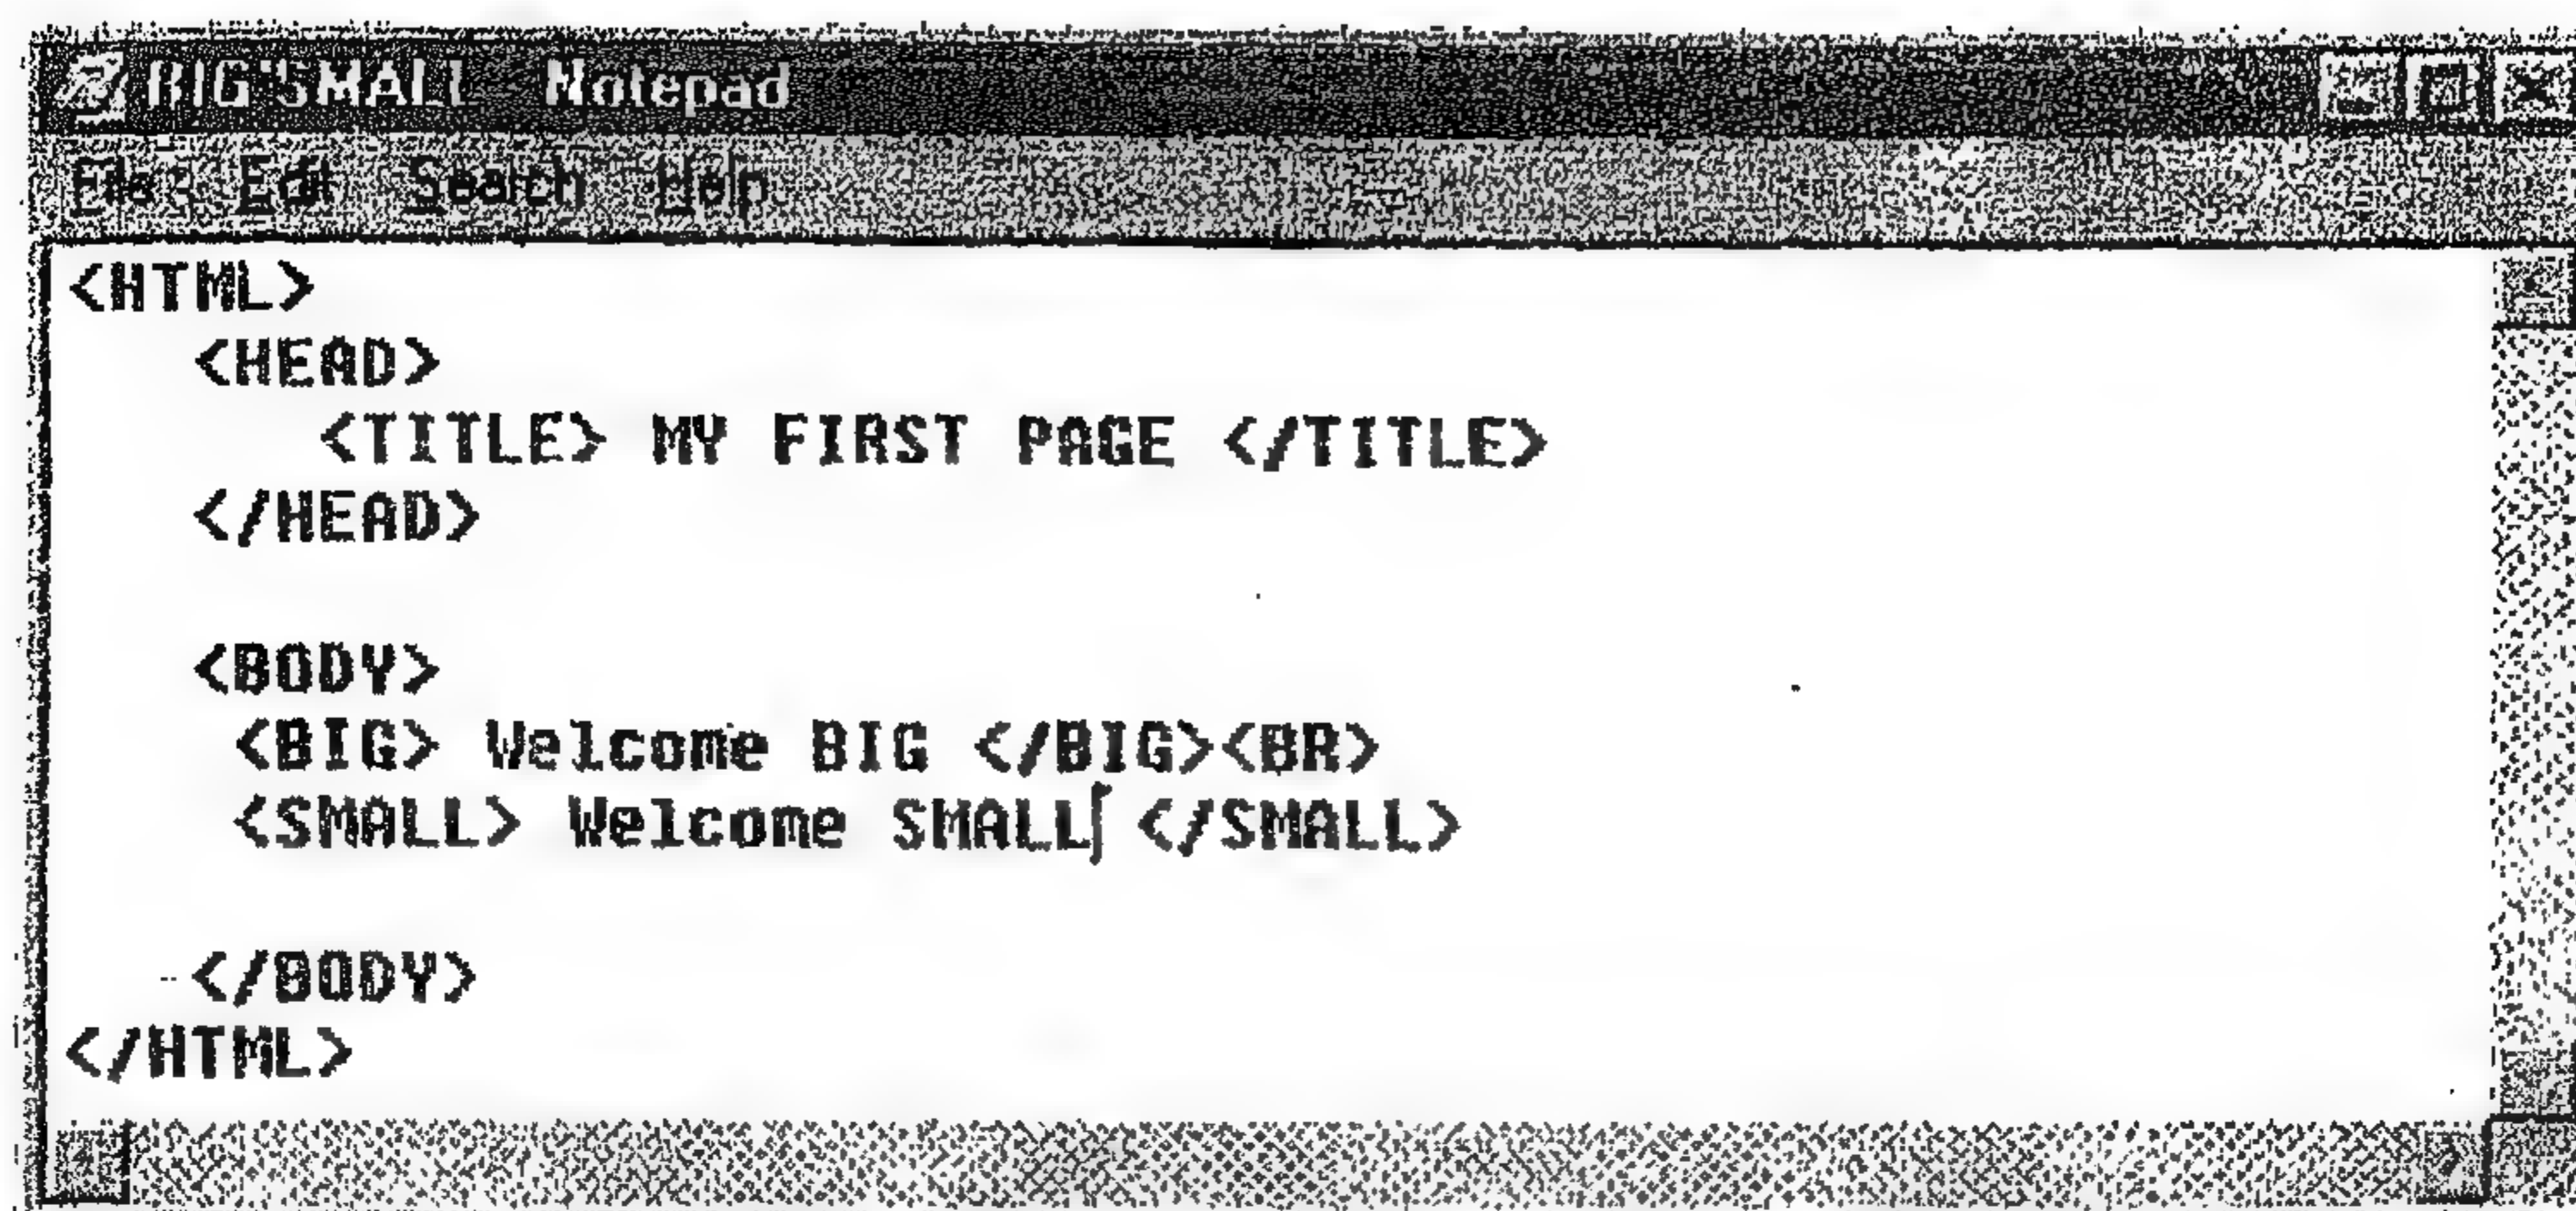 BIG'SMALL - Notepad
File Edit Search Help
<HTML>
<HEAD>
<TITLE> MY FIRST PAGE </TITLE>
</HEAD>
<BODY>
<BIG> Welcome BIG </BIG><BR>
<SMALL> Welcome SMALL </SMALL>
</BODY>
</HTML>